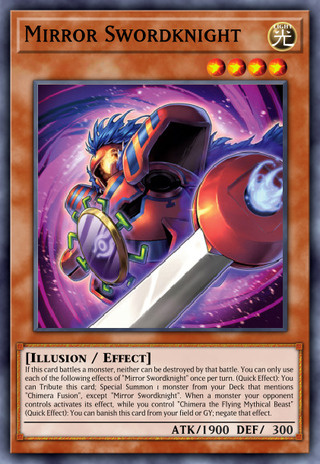 Mirror Swordknight
LIGHT
光
[Illusion / Effect]
If this card battles a monster, neither can be destroyed by that battle. You can only use
each of the following effects of "Mirror Swordknight" once per turn. (Quick Effect): You
can Tribute this card; Special Summon 1 monster from your Deck that mentions
"Chimera Fusion", except "Mirror Swordknight". When a monster your opponent
controls activates its effect, while you control "Chimera the Flying Mythical Beast"
(Quick Effect): You can banish this card from your field or GY; negate that effect.
ATK/1900 DEF/ 300